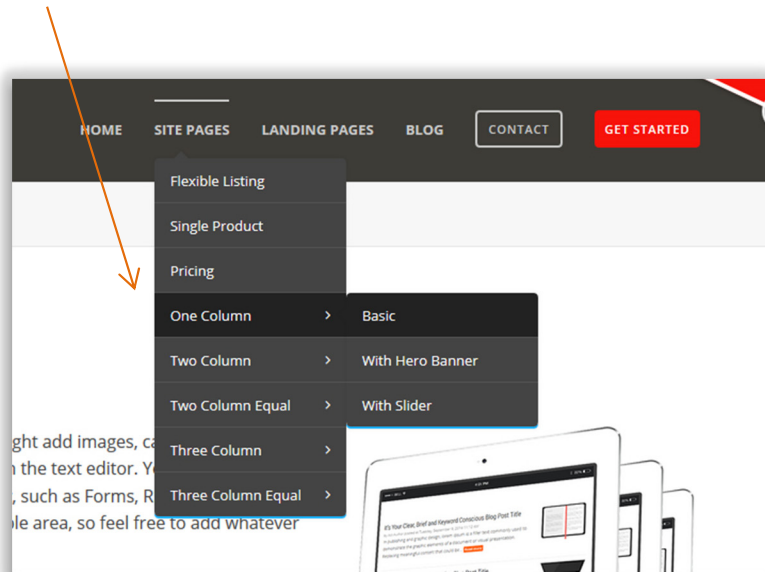 HOME SITE PAGES LANDING PAGES BLOG CONTACT GET STARTED
Flexible Listing
Single Product
Pricing
One Column
Basic
Two Column
With Hero Banner
Two Column Equal
With Slider
Three Column
Three Column Equal
ght add images, ca
the text editor. Y
, such as Forms, R
le area, so feel free to add whatever
It's Your Clear, Brief and Keyword Conscious Blog Post Title